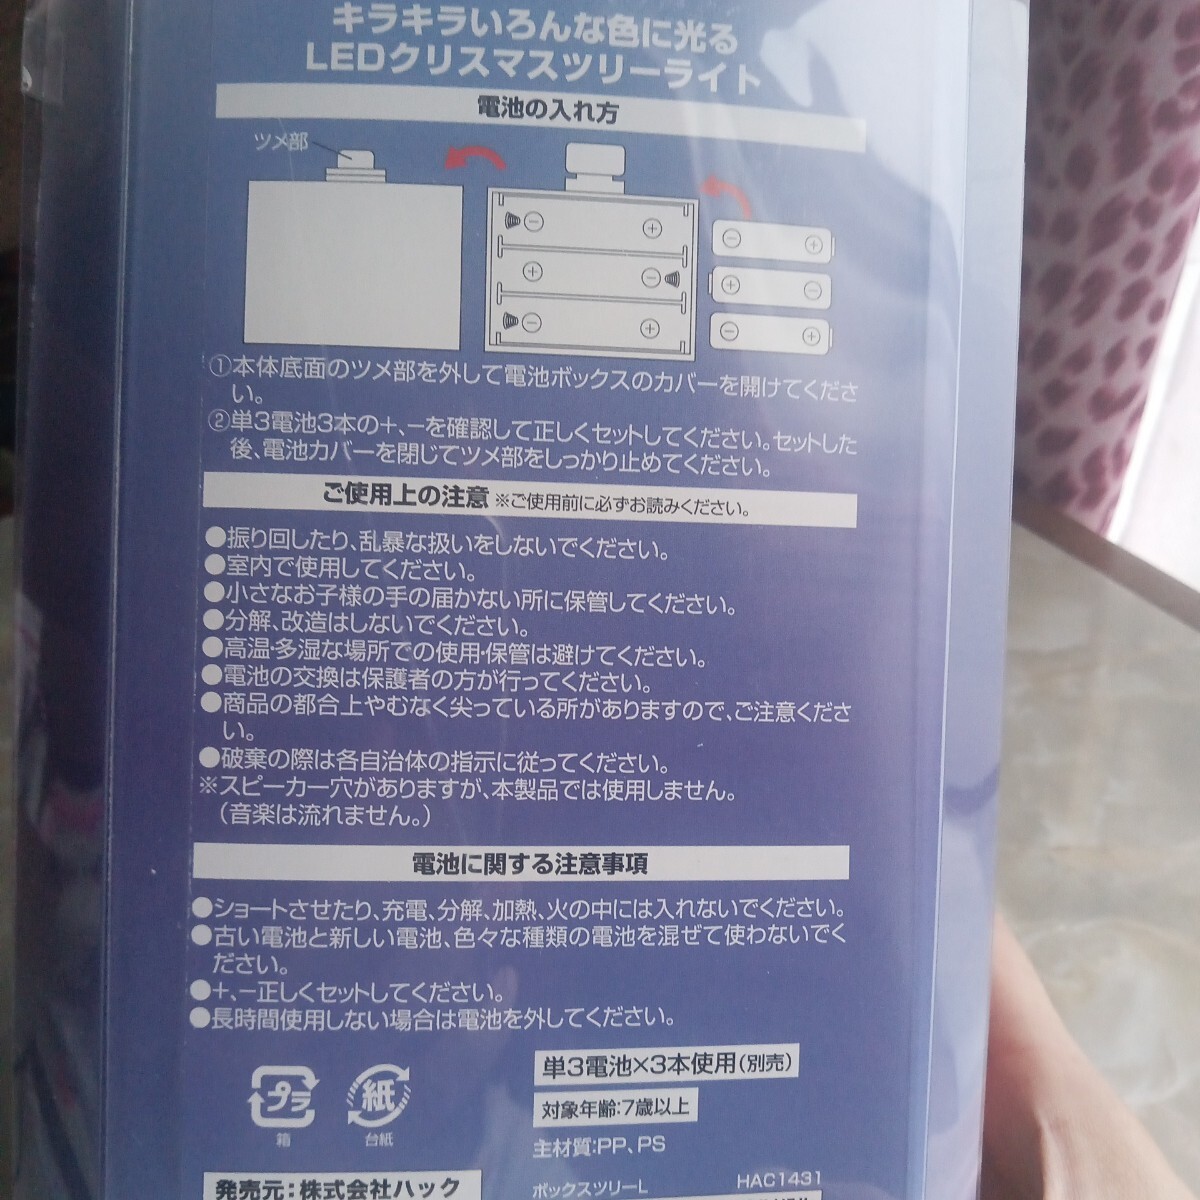 キラキラいろんな色に光る
LEDクリスマスツリーライト
電池の入れ方
ツメ部
①本体底面のツメ部を外して電池ボックスのカバーを開けてくださ
い。
②単3電池3本の+、-を確認して正しくセットしてください。セットした
後、電池カバーを閉じてツメ部をしっかり止めてください。
ご使用上の注意 ※ご使用前に必ずお読みください。
●振り回したり、乱暴な扱いをしないでください。
●室内で使用してください。
●小さなお子様の手の届かない所に保管してください。
●分解、改造はしないでください。
●高温・多湿な場所での使用・保管は避けてください。
●電池の交換は保護者の方が行ってください。
●商品の都合上やむなく尖っている所がありますので、ご注意くださ
い。
●破棄の際は各自治体の指示に従ってください。
※スピーカー穴がありますが、本製品では使用しません。
(音楽は流れません。)
電池に関する注意事項
●ショートさせたり、充電、分解、加熱、火の中には入れないでください。
●古い電池と新しい電池、色々な種類の電池を混ぜて使わないでく
ださい。
●+、-正しくセットしてください。
●長時間使用しない場合は電池を外してください。
プラ
箱
紙
台紙
単3電池×3本使用(別売)
対象年齢:7歳以上
主材質:PP、PS
発売元:株式会社ハック
ボックスツリーL HAC1431